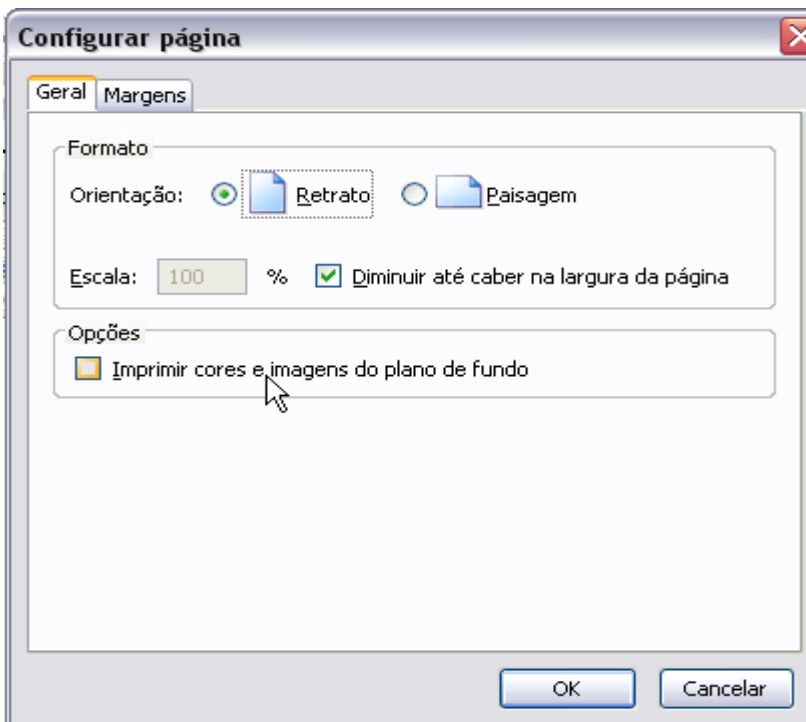 Configurar página
Geral Margens
Formato
Orientação: Retrato Paisagem
Escala: 100 % Diminuir até caber na largura da página
Opções
Imprimir cores e imagens do plano de fundo
OK Cancelar